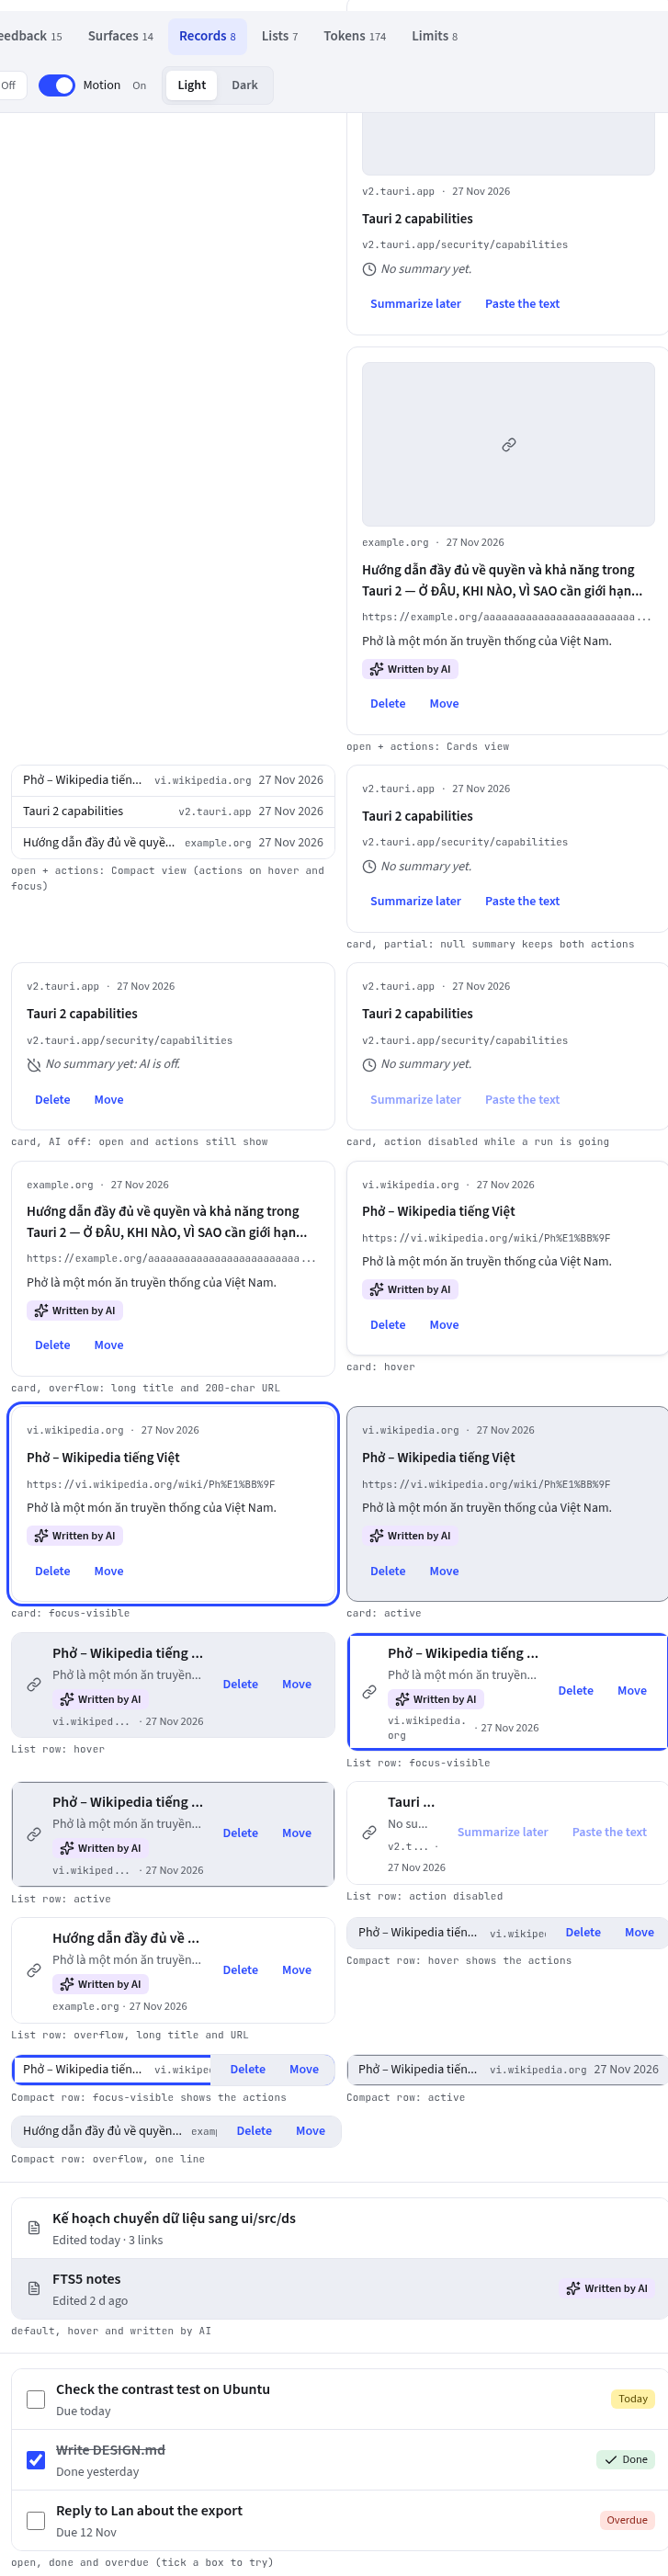 eedback 15 Surfaces 14 Records 8 Lists 7 Tokens 174 Limits 8
Off Motion On Light Dark
v2.tauri.app · 27 Nov 2026
Tauri 2 capabilities
v2.tauri.app/security/capabilities
No summary yet.
Summarize later Paste the text
example.org · 27 Nov 2026
Hướng dẫn đầy đủ về quyền và khả năng trong
Tauri 2 — Ở ĐÂU, KHI NÀO, VÌ SAO cần giới hạn...
https://example.org/aaaaaaaaaaaaaaaaaaaaaaaaa...
Phở là một món ăn truyền thống của Việt Nam.
Written by AI
Delete Move
open + actions: Cards view
Phở – Wikipedia tiến... vi.wikipedia.org 27 Nov 2026
Tauri 2 capabilities v2.tauri.app 27 Nov 2026
Hướng dẫn đầy đủ về quyề... example.org 27 Nov 2026
open + actions: Compact view (actions on hover and
focus)
v2.tauri.app · 27 Nov 2026
Tauri 2 capabilities
v2.tauri.app/security/capabilities
No summary yet.
Summarize later Paste the text
card, partial: null summary keeps both actions
v2.tauri.app · 27 Nov 2026
Tauri 2 capabilities
v2.tauri.app/security/capabilities
No summary yet: AI is off.
Delete Move
card, AI off: open and actions still show
v2.tauri.app · 27 Nov 2026
Tauri 2 capabilities
v2.tauri.app/security/capabilities
No summary yet.
Summarize later Paste the text
card, action disabled while a run is going
example.org · 27 Nov 2026
Hướng dẫn đầy đủ về quyền và khả năng trong
Tauri 2 — Ở ĐÂU, KHI NÀO, VÌ SAO cần giới hạn...
https://example.org/aaaaaaaaaaaaaaaaaaaaaaaaa...
Phở là một món ăn truyền thống của Việt Nam.
Written by AI
Delete Move
card, overflow: long title and 200-char URL
vi.wikipedia.org · 27 Nov 2026
Phở – Wikipedia tiếng Việt
https://vi.wikipedia.org/wiki/Ph%E1%BB%9F
Phở là một món ăn truyền thống của Việt Nam.
Written by AI
Delete Move
card: hover
vi.wikipedia.org · 27 Nov 2026
Phở – Wikipedia tiếng Việt
https://vi.wikipedia.org/wiki/Ph%E1%BB%9F
Phở là một món ăn truyền thống của Việt Nam.
Written by AI
Delete Move
card: focus-visible
vi.wikipedia.org · 27 Nov 2026
Phở – Wikipedia tiếng Việt
https://vi.wikipedia.org/wiki/Ph%E1%BB%9F
Phở là một món ăn truyền thống của Việt Nam.
Written by AI
Delete Move
card: active
Phở – Wikipedia tiếng ...
Phở là một món ăn truyền...
Written by AI
vi.wikiped... · 27 Nov 2026
Delete Move
List row: hover
Phở – Wikipedia tiếng ...
Phở là một món ăn truyền...
Written by AI
vi.wikipedia.
org · 27 Nov 2026
Delete Move
List row: focus-visible
Phở – Wikipedia tiếng ...
Phở là một món ăn truyền...
Written by AI
vi.wikiped... · 27 Nov 2026
Delete Move
List row: active
Tauri ...
No su...
v2.t... ·
27 Nov 2026
Summarize later Paste the text
List row: action disabled
Hướng dẫn đầy đủ về ...
Phở là một món ăn truyền...
Written by AI
example.org · 27 Nov 2026
Delete Move
List row: overflow, long title and URL
Phở – Wikipedia tiến... vi.wikipe Delete Move
Compact row: hover shows the actions
Phở – Wikipedia tiến... vi.wikipe Delete Move
Compact row: focus-visible shows the actions
Phở – Wikipedia tiến... vi.wikipedia.org 27 Nov 2026
Compact row: active
Hướng dẫn đầy đủ về quyền... exam Delete Move
Compact row: overflow, one line
Kế hoạch chuyển dữ liệu sang ui/src/ds
Edited today · 3 links
FTS5 notes
Edited 2 d ago
Written by AI
default, hover and written by AI
Check the contrast test on Ubuntu
Due today
Today
Write DESIGN.md
Done yesterday
Done
Reply to Lan about the export
Due 12 Nov
Overdue
open, done and overdue (tick a box to try)